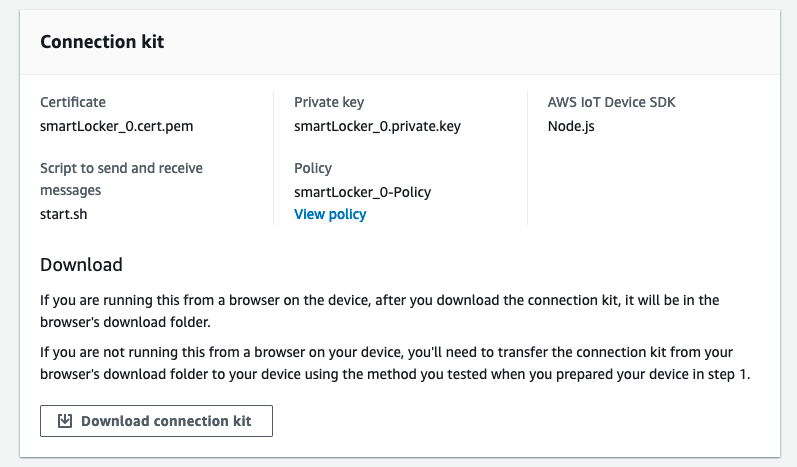 Connection kit
Certificate
smartLocker_0.cert.pem
Private key
smartLocker_0.private.key
AWS IoT Device SDK
Node.js
Script to send and receive
messages
start.sh
Policy
smartLocker_0-Policy
View policy
Download
If you are running this from a browser on the device, after you download the connection kit, it will be in the
browser's download folder.
If you are not running this from a browser on your device, you'll need to transfer the connection kit from your
browser's download folder to your device using the method you tested when you prepared your device in step 1.
Download connection kit